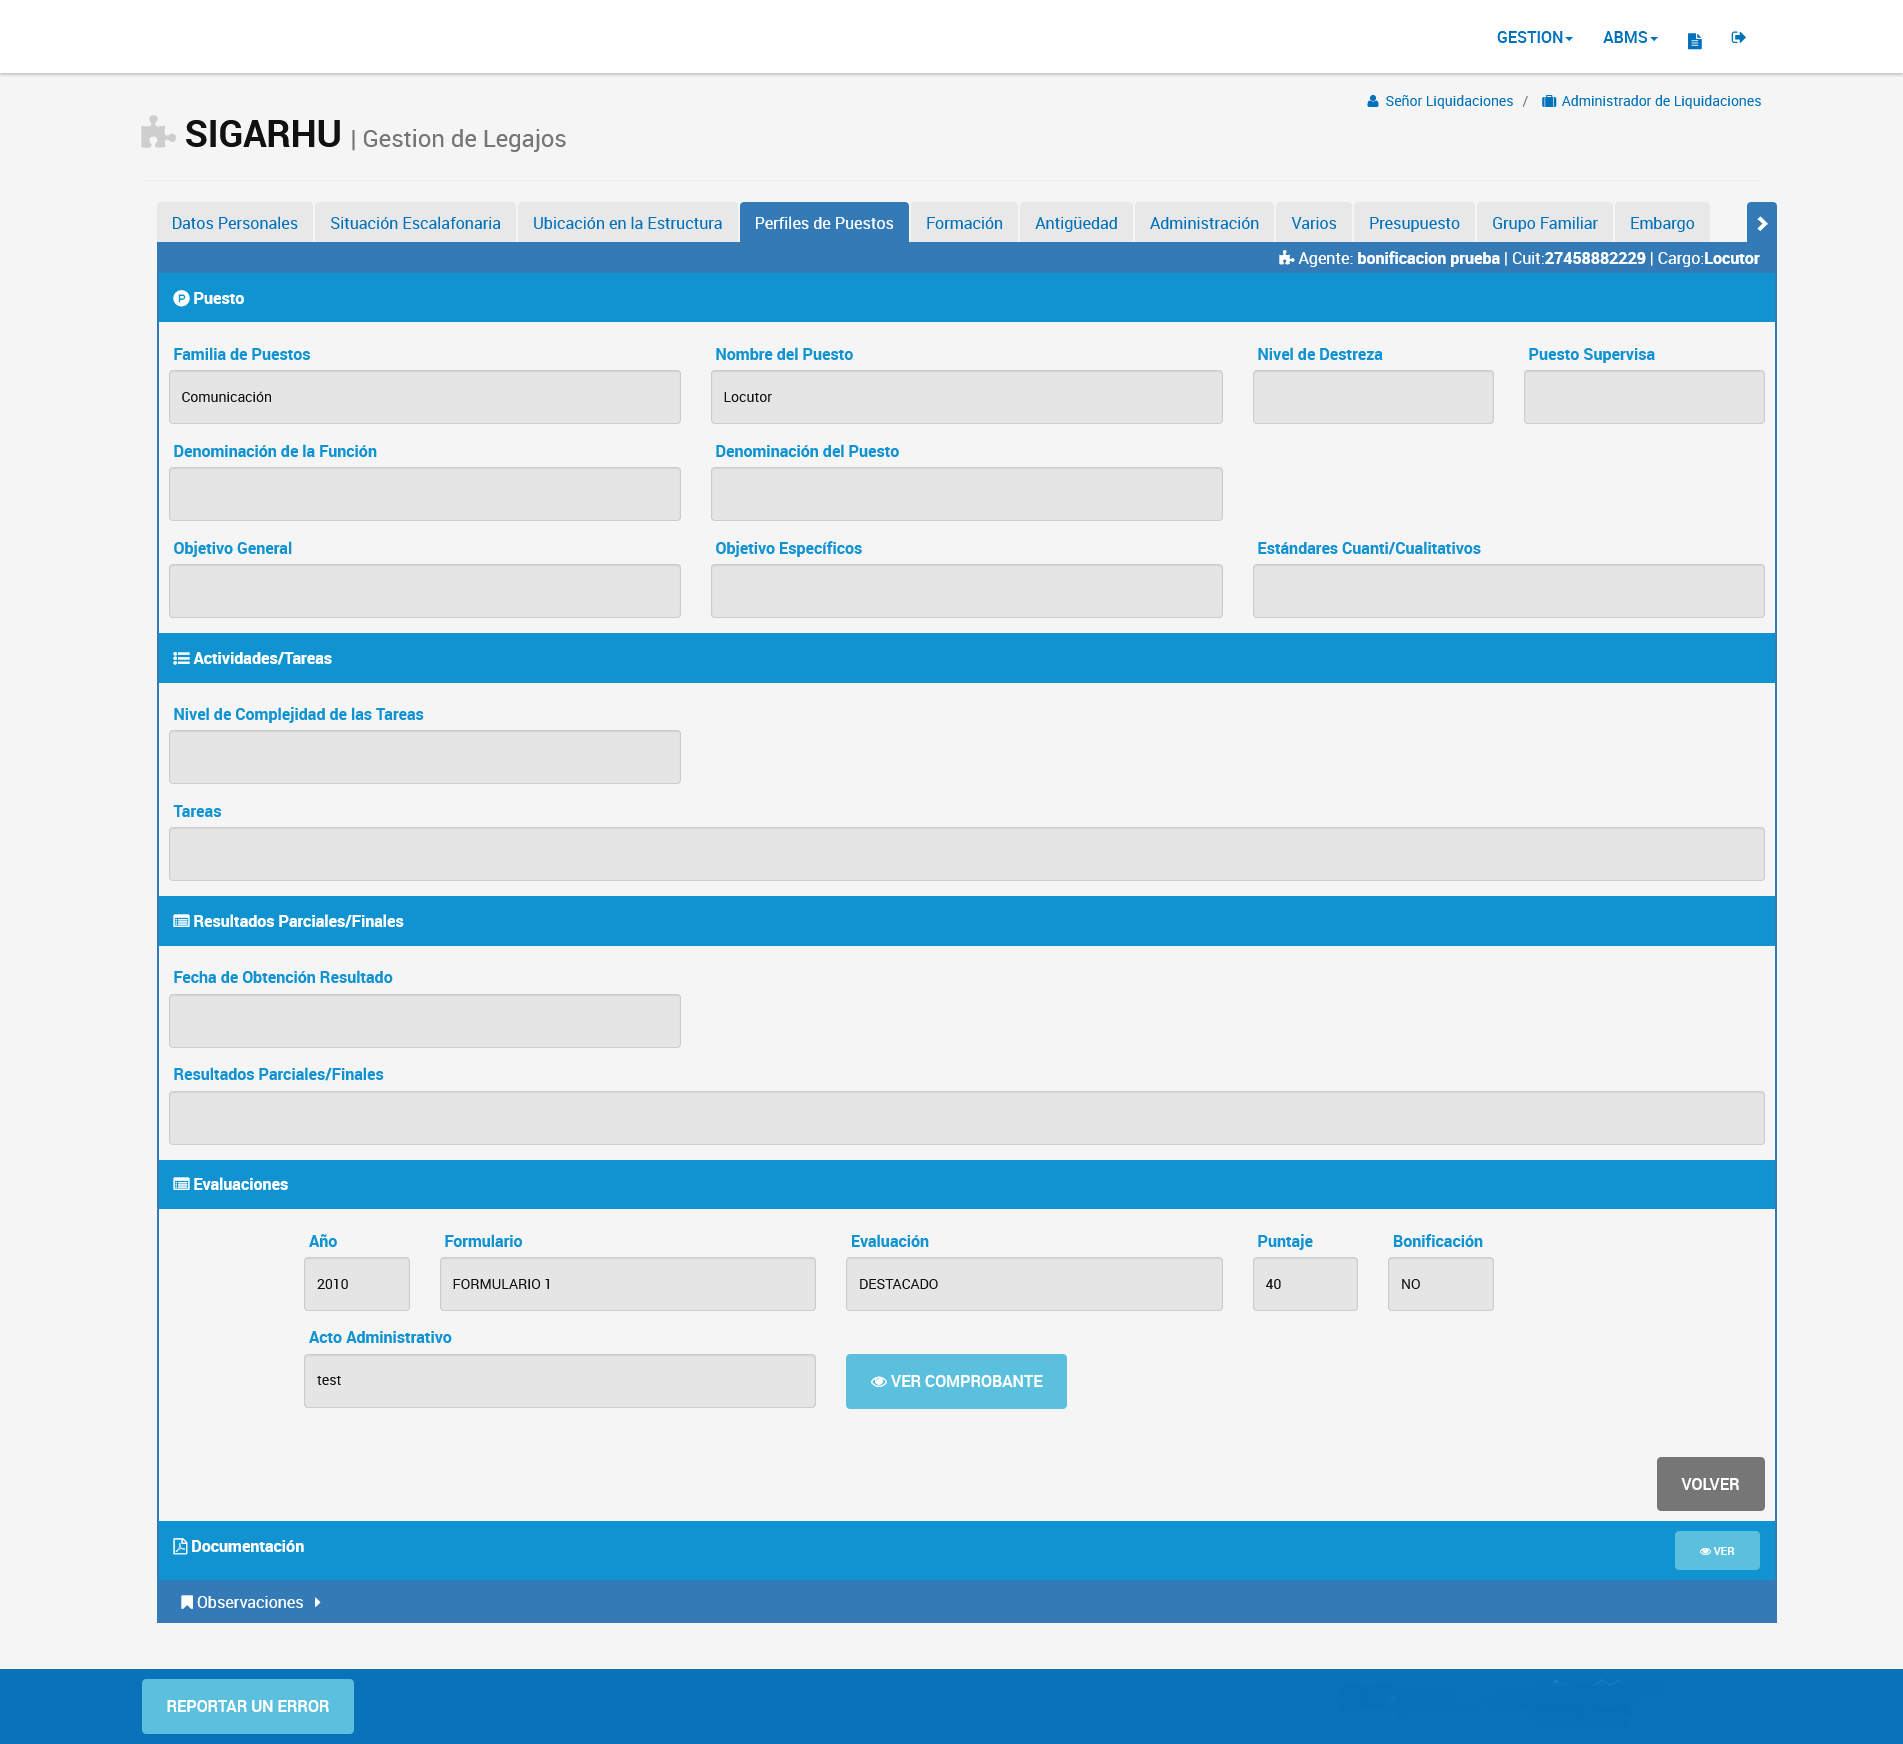 GESTION ABMS
Señor Liquidaciones / Administrador de Liquidaciones
SIGARHU | Gestion de Legajos
Datos Personales Situación Escalafonaria Ubicación en la Estructura Perfiles de Puestos Formación Antigüedad Administración Varios Presupuesto Grupo Familiar Embargo
Agente: bonificacion prueba | Cuit:27458882229 | Cargo:Locutor
Puesto
Familia de Puestos Nombre del Puesto Nivel de Destreza Puesto Supervisa
Comunicación Locutor
Denominación de la Función Denominación del Puesto
Objetivo General Objetivo Específicos Estándares Cuanti/Cualitativos
Actividades/Tareas
Nivel de Complejidad de las Tareas
Tareas
Resultados Parciales/Finales
Fecha de Obtención Resultado
Resultados Parciales/Finales
Evaluaciones
Año Formulario Evaluación Puntaje Bonificación
2010 FORMULARIO 1 DESTACADO 40 NO
Acto Administrativo
test VER COMPROBANTE
VOLVER
Documentación VER
Observaciones
REPORTAR UN ERROR